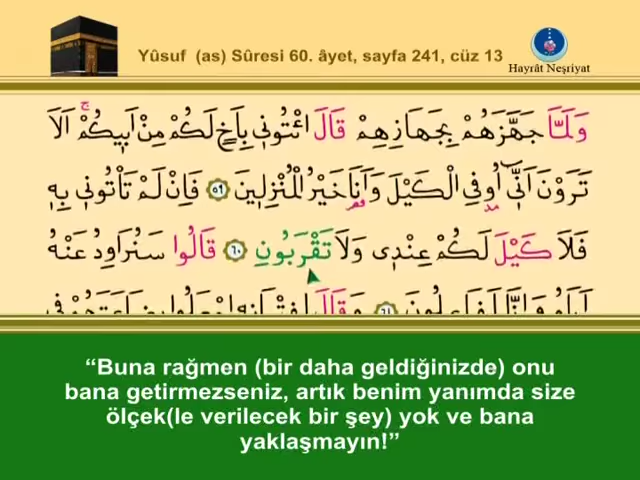 Yûsuf (as) Sûresi 60. âyet, sayfa 241, cüz 13
Hayrât Neşriyat
وَلَمَّا جَهَّزَهُمْ بِجَهَازِهِمْ قَالَ ائْتُون۪ى بِاَخٍ لَكُمْ مِنْ اَب۪يكُمْۚ اَلَا
تَرَوْنَ اَنّ۪ٓى اُوفِى الْكَيْلَ وَاَنَا خَيْرُ الْمُنْزِل۪ينَ ﴿٥٩﴾ فَاِنْ لَمْ تَأْتُون۪ى بِه۪
فَلَا كَيْلَ لَكُمْ عِنْد۪ى وَلَا تَقْرَبُونِ ﴿٦٠﴾ قَالُوا سَنُرَاوِدُ عَنْهُ
“Buna rağmen (bir daha geldiğinizde) onu
bana getirmezseniz, artık benim yanımda size
ölçek(le verilecek bir şey) yok ve bana
yaklaşmayın!”